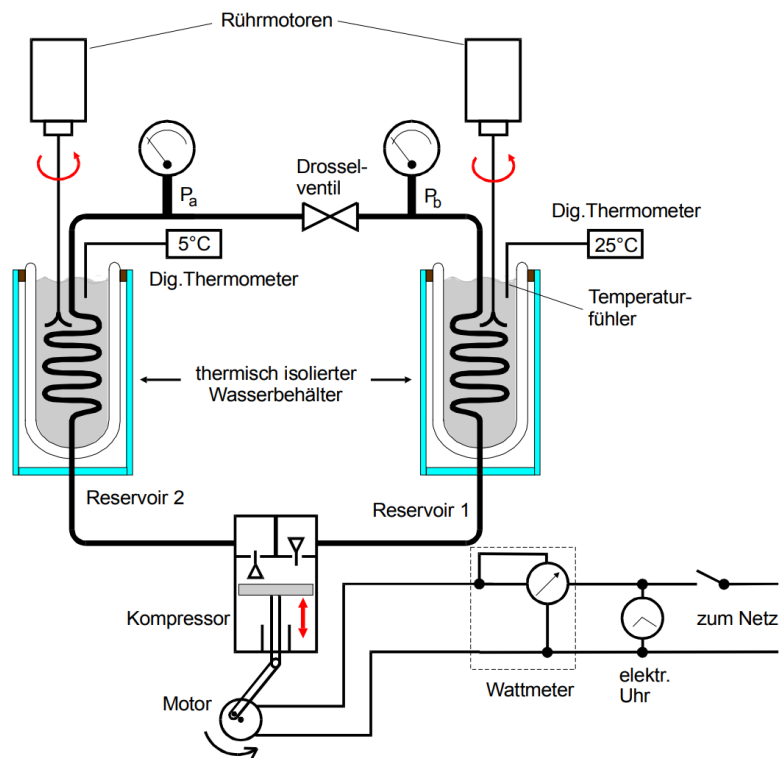 Rührmotoren
Drossel-
ventil
Pa
Pb
Dig.Thermometer
5°C
25°C
Dig.Thermometer
Temperatur-
fühler
thermisch isolierter
Wasserbehälter
Reservoir 2
Reservoir 1
Kompressor
zum Netz
Wattmeter
elektr.
Uhr
Motor